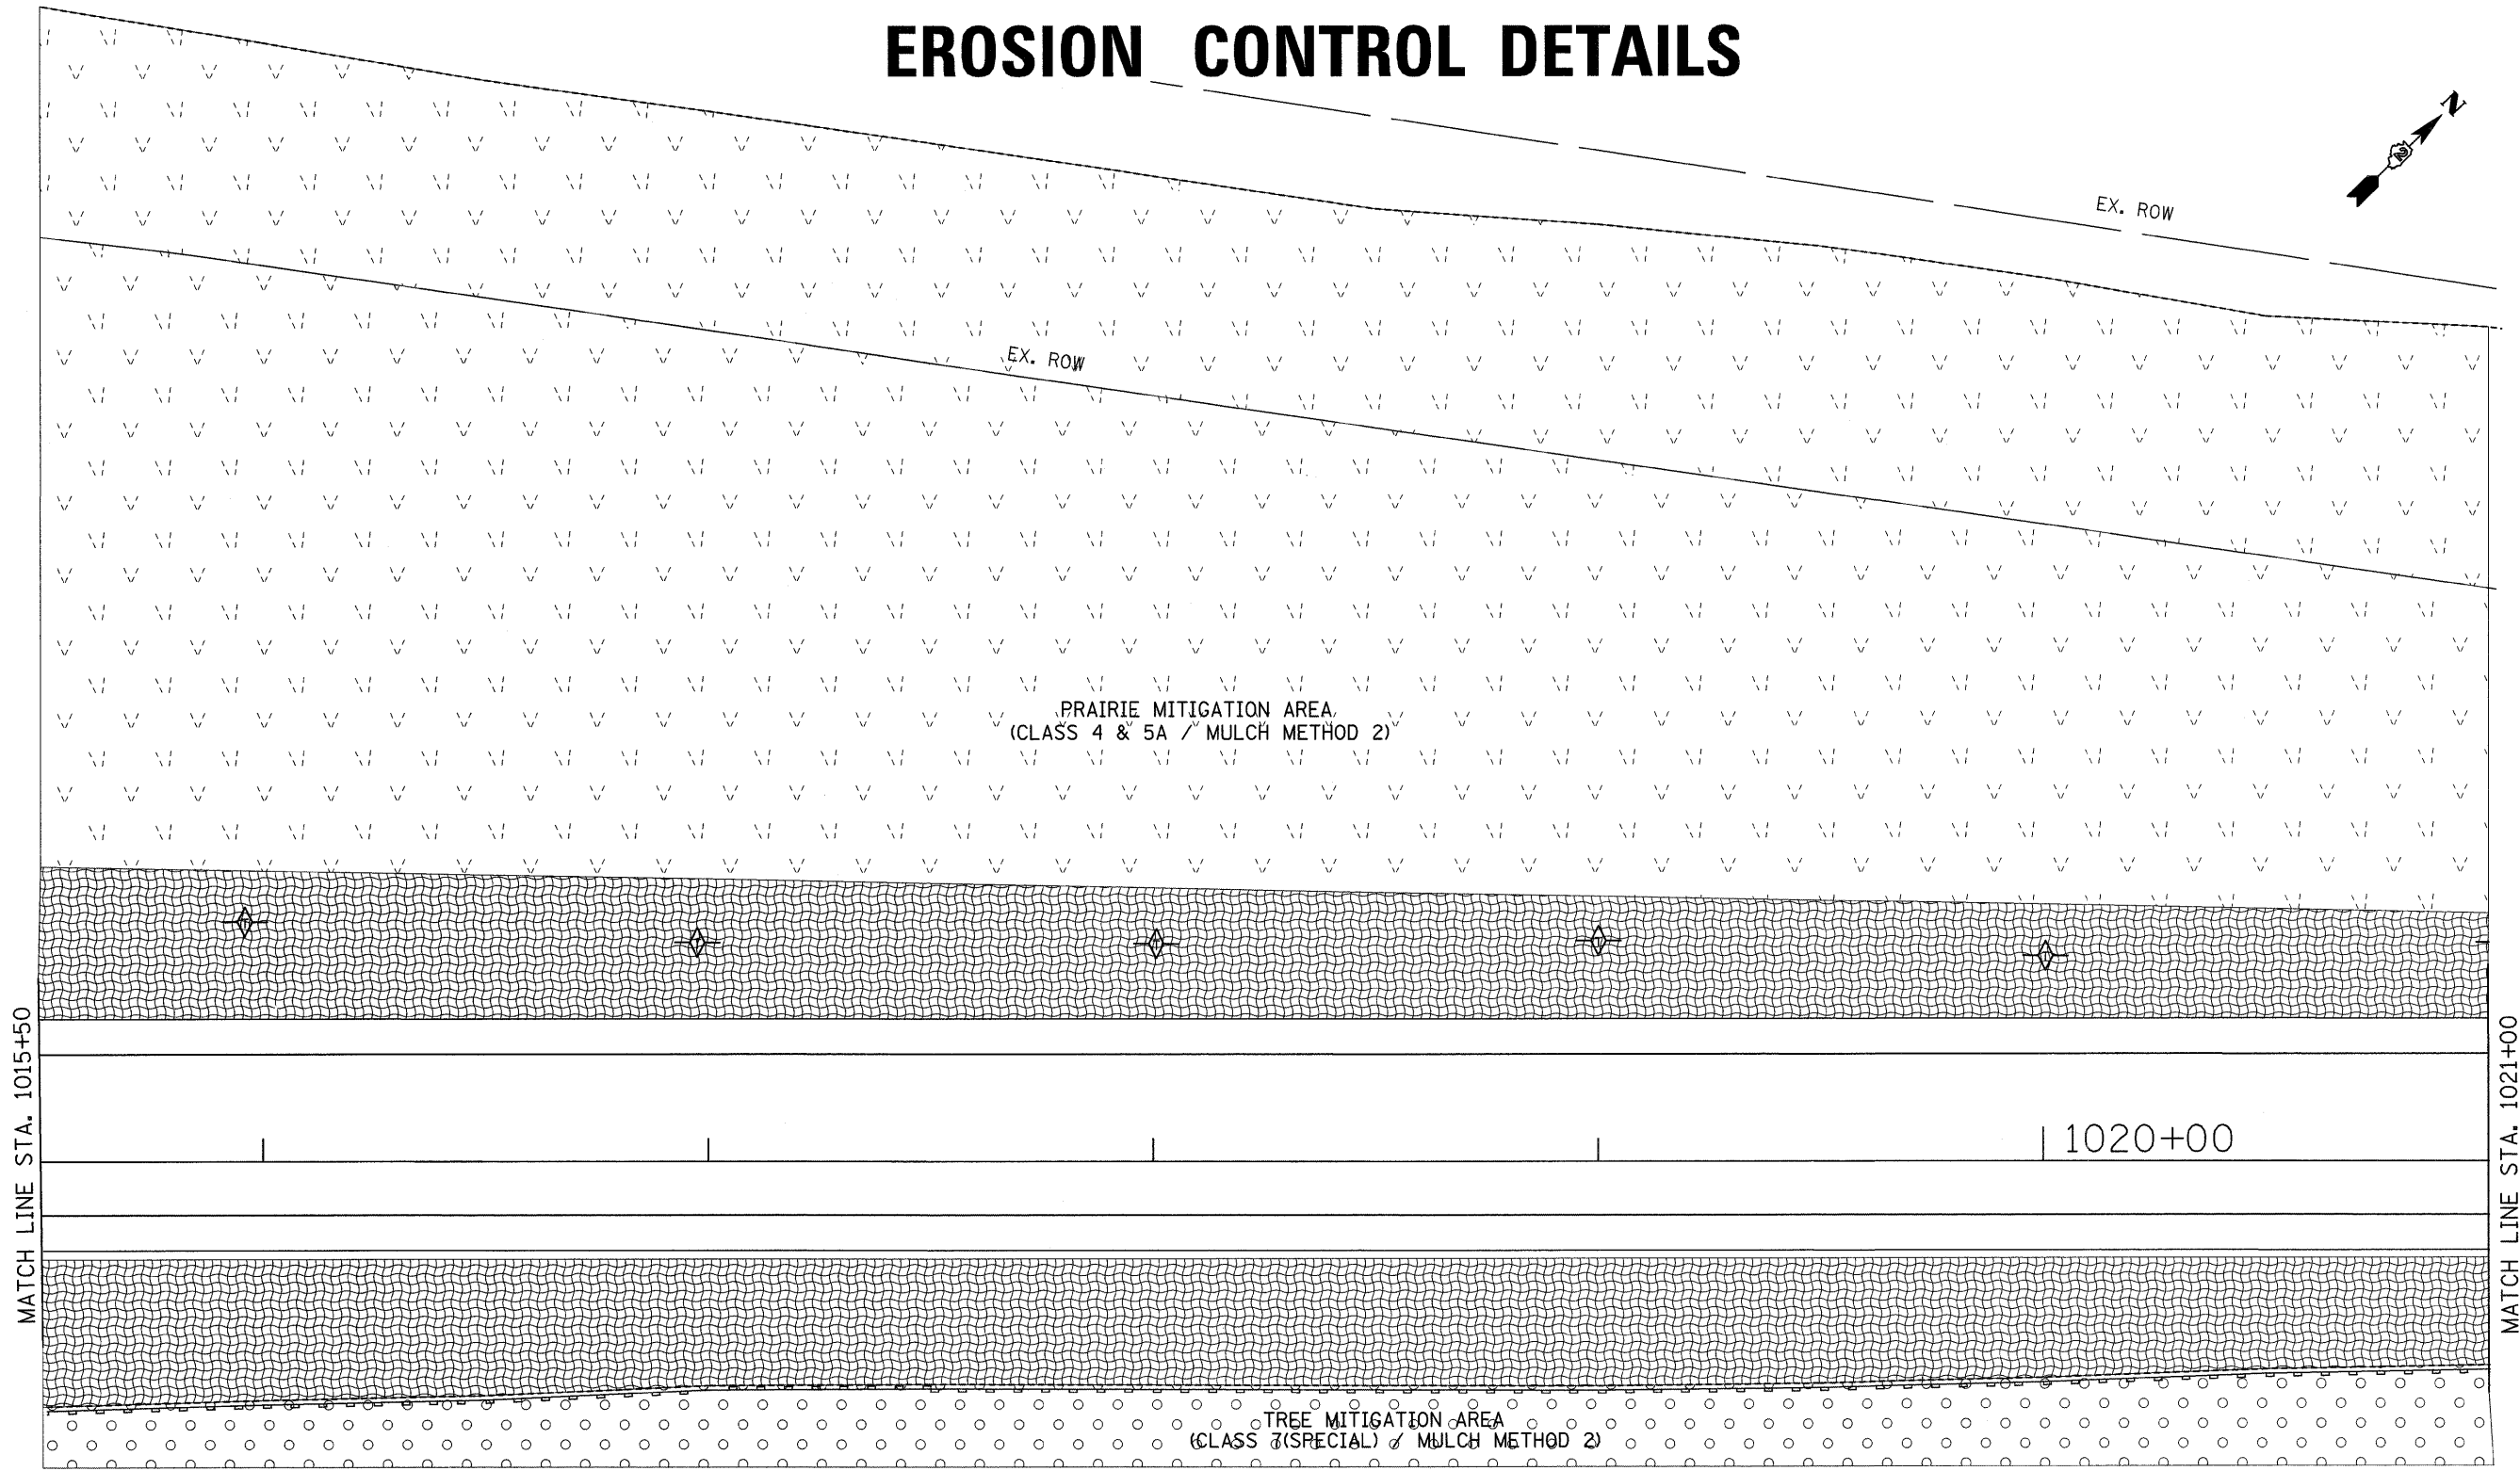 EROSION CONTROL DETAILS
N
2
EX. ROW
EX. ROW
PRAIRIE MITIGATION AREA
(CLASS 4 & 5A / MULCH METHOD 2)
MATCH LINE STA. 1015+50
MATCH LINE STA. 1021+00
1020+00
TREE MITIGATION AREA
(CLASS 7(SPECIAL) / MULCH METHOD 2)